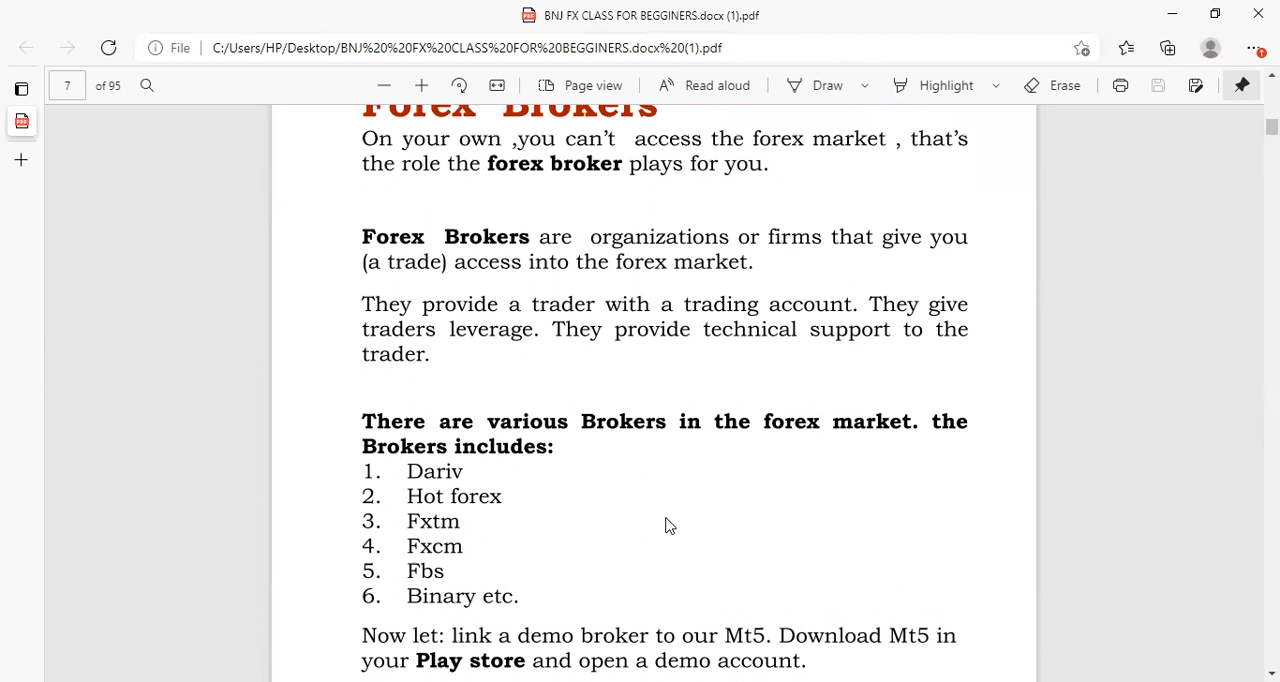 BNJ FX CLASS FOR BEGGINERS.docx (1).pdf
File
C:/Users/HP/Desktop/BNJ%20%20FX%20CLASS%20FOR%20BEGGINERS.docx%20(1).pdf
7 of 95
Page view
Read aloud
Draw
Highlight
Erase
Forex Brokers
On your own ,you can't access the forex market , that's
the role the forex broker plays for you.
Forex Brokers are organizations or firms that give you
(a trade) access into the forex market.
They provide a trader with a trading account. They give
traders leverage. They provide technical support to the
trader.
There are various Brokers in the forex market. the
Brokers includes:
1. Dariv
2. Hot forex
3. Fxtm
4. Fxcm
5. Fbs
6. Binary etc.
Now let: link a demo broker to our Mt5. Download Mt5 in
your Play store and open a demo account.